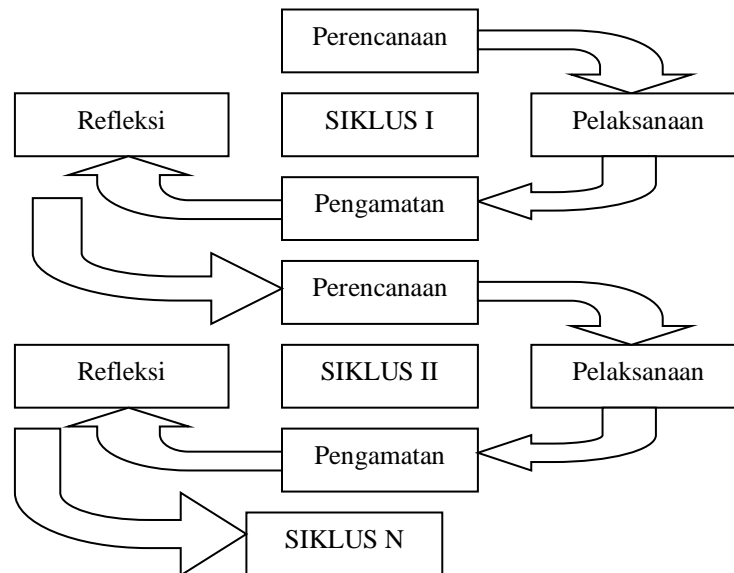 Perencanaan
Refleksi
SIKLUS I
Pelaksanaan
Pengamatan
Perencanaan
Refleksi
SIKLUS II
Pelaksanaan
Pengamatan
SIKLUS N